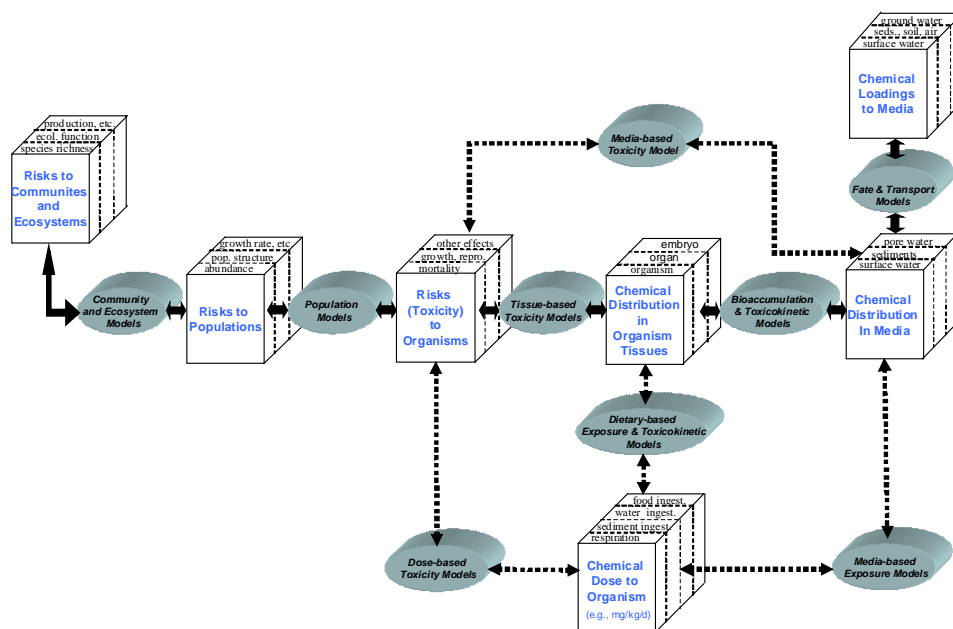 ground water
seds., soil, air
surface water
Chemical
Loadings
to Media
production, etc.
ecol. function
species richness
Risks to
Communites
and
Ecosystems
Media-based
Toxicity Model
Fate & Transport
Models
growth rate, etc
pop. structure
abundance
Risks to
Populations
other effects
growth, repro.
mortality
Risks
(Toxicity)
to
Organisms
embryo
organ
organism
Chemical
Distribution
in
Organism
Tissues
pore water
sediments
surface water
Chemical
Distribution
In Media
Community
and Ecosystem
Models
Population
Models
Tissue-based
Toxicity Models
Bioaccumulation
& Toxicokinetic
Models
Dietary-based
Exposure & Toxicokinetic
Models
food ingest.
water ingest.
sediment ingest.
respiration
Chemical
Dose to
Organism
(e.g., mg/kg/d)
Dose-based
Toxicity Models
Media-based
Exposure Models